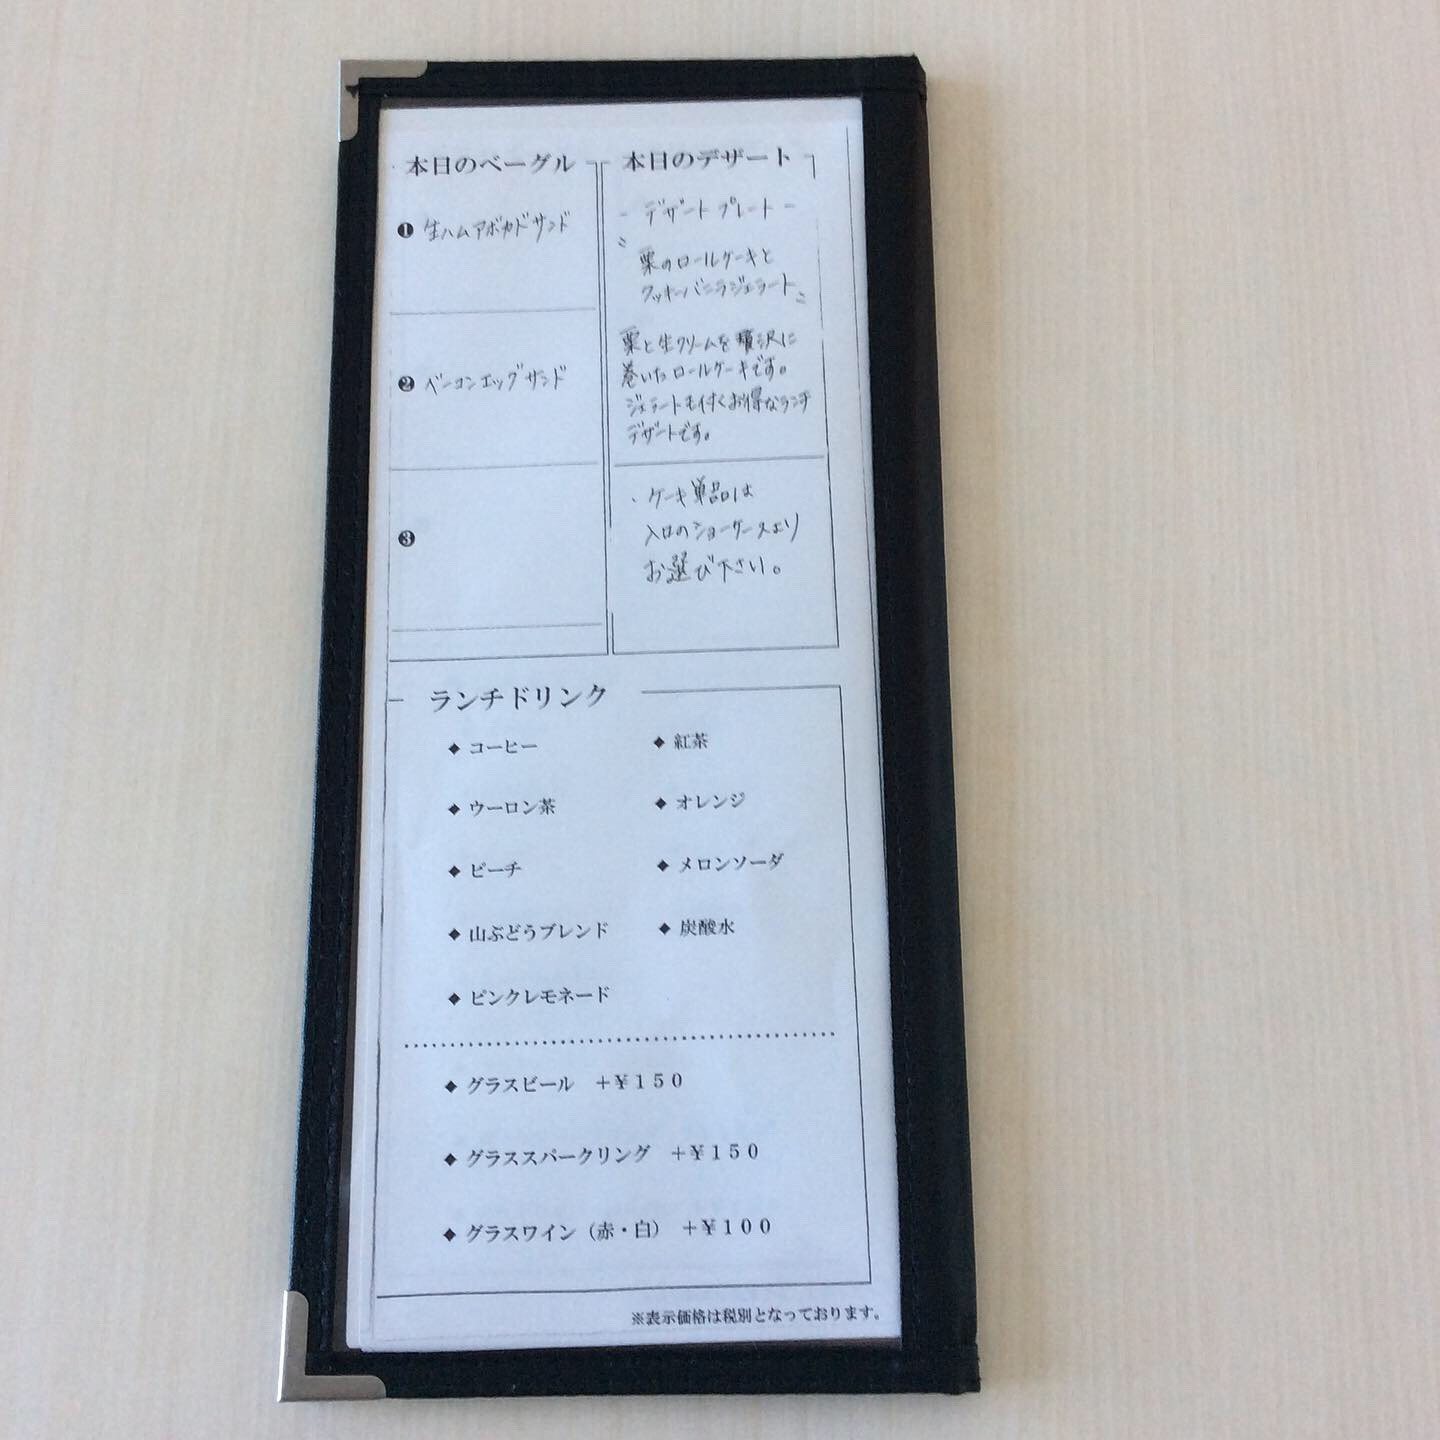 本日のベーグル
❶ 生ハムアボカドサンド
❷ ベーコンエッグサンド
❸
本日のデザート
- デザートプレート -
〝栗のロールケーキと
クッキーバニラジェラート〟
栗と生クリームを贅沢に
巻いたロールケーキです。
ジェラートも付くお得なランチ
デザートです。
・ケーキ単品は
入口のショーケースより
お選び下さい。
ランチドリンク
◆ コーヒー
◆ 紅茶
◆ ウーロン茶
◆ オレンジ
◆ ピーチ
◆ メロンソーダ
◆ 山ぶどうブレンド
◆ 炭酸水
◆ ピンクレモネード
◆ グラスビール ＋￥１５０
◆ グラススパークリング ＋￥１５０
◆ グラスワイン（赤・白） ＋￥１００
※表示価格は税別となっております。